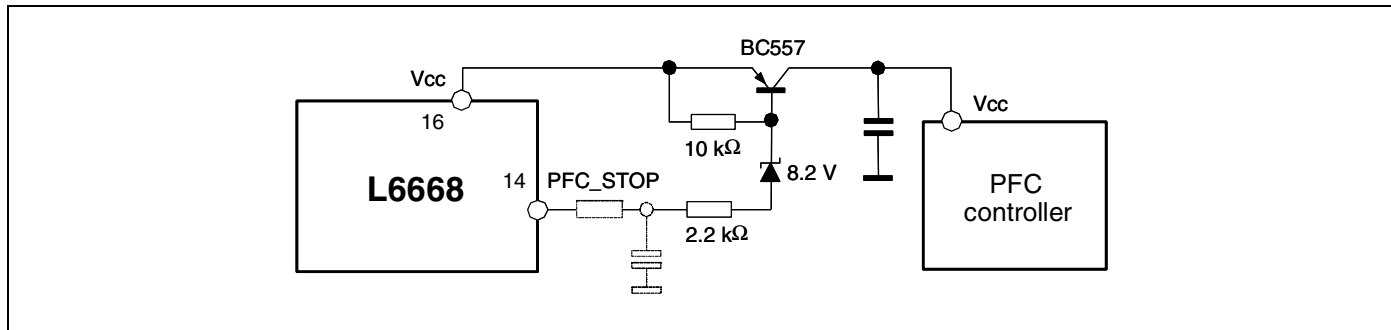 BC557
Vcc
16
Vcc
10 kΩ
8.2 V
L6668
14
PFC_STOP
2.2 kΩ
PFC
controller